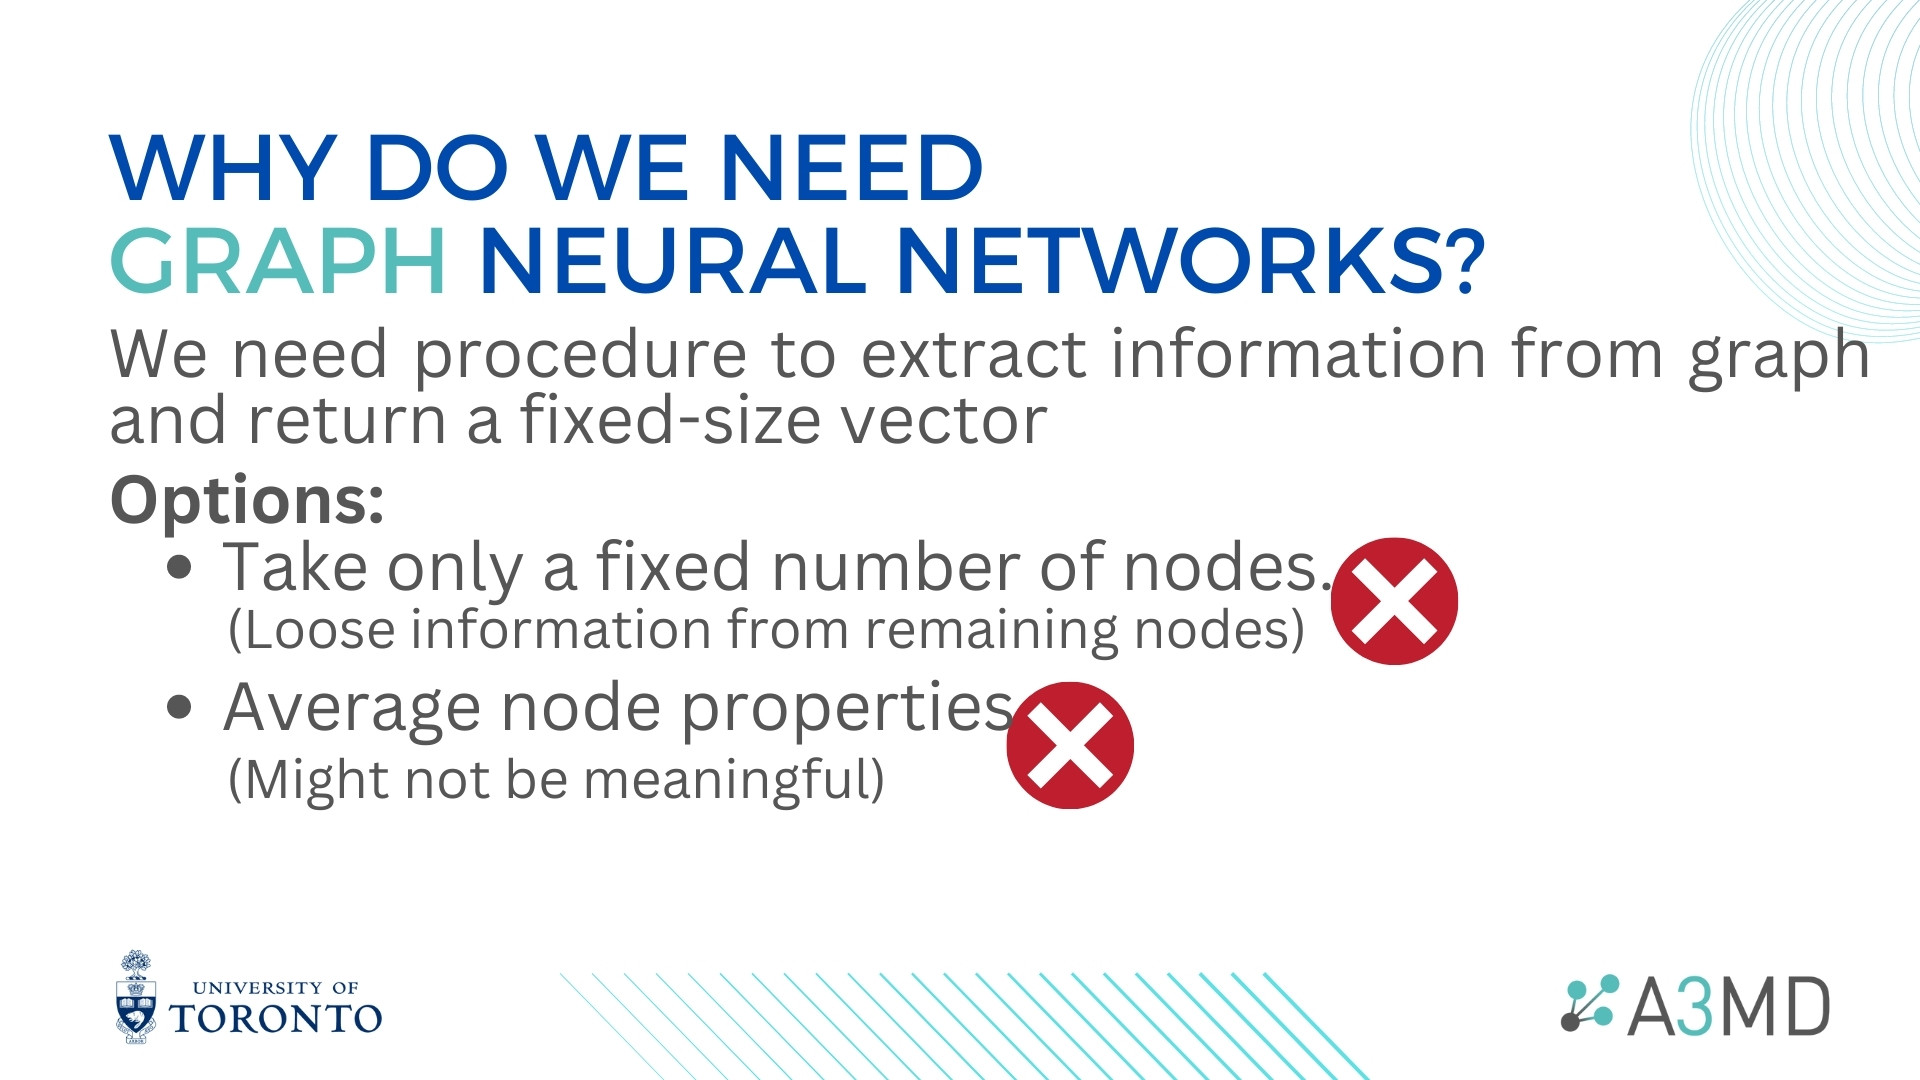 WHY DO WE NEED
GRAPH NEURAL NETWORKS?
We need procedure to extract information from graph
and return a fixed-size vector
Options:
• Take only a fixed number of nodes.
(Loose information from remaining nodes)
• Average node properties
(Might not be meaningful)
UNIVERSITY OF
TORONTO
A3MD